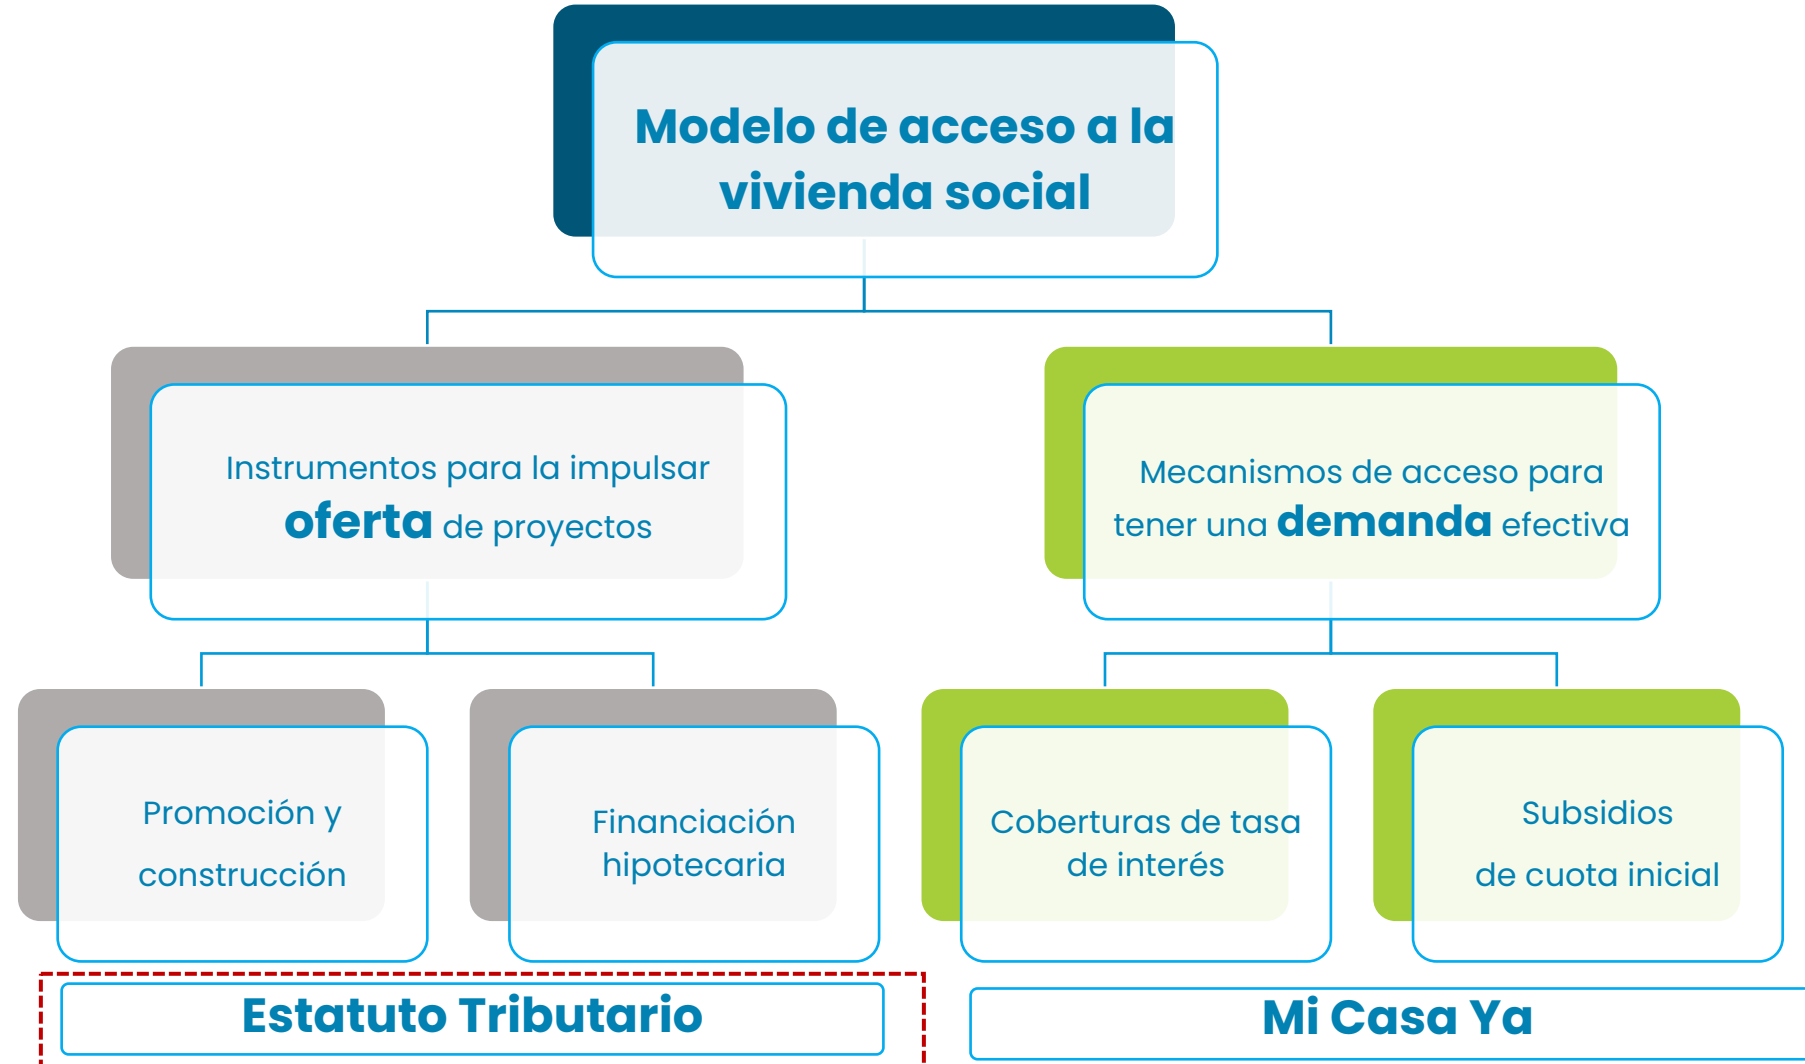 Modelo de acceso a la
vivienda social
Instrumentos para la impulsar
oferta de proyectos
Mecanismos de acceso para
tener una demanda efectiva
Promoción y
construcción
Financiación
hipotecaria
Coberturas de tasa
de interés
Subsidios
de cuota inicial
Estatuto Tributario
Mi Casa Ya